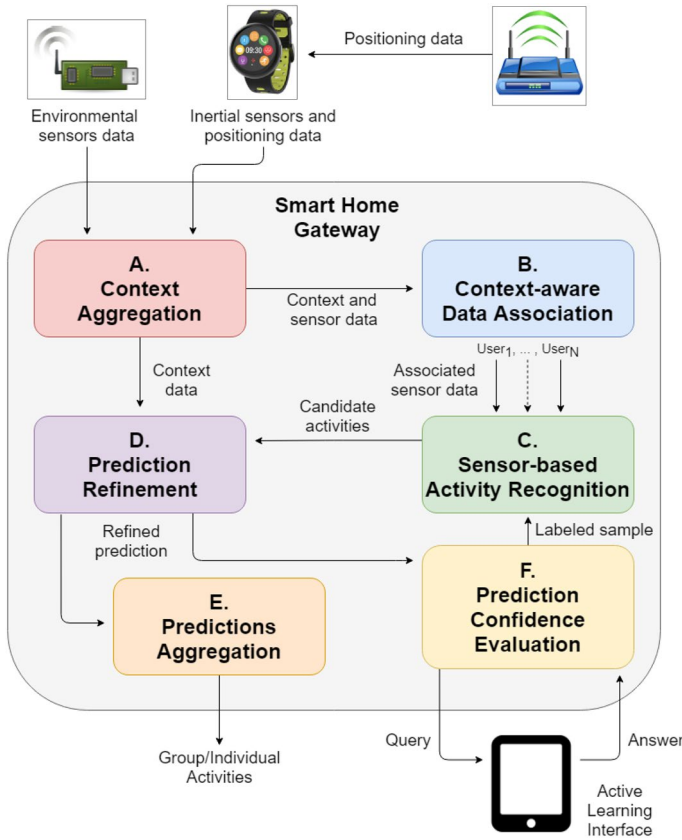 Positioning data
09:30
Environmental
sensors data
Inertial sensors and
positioning data
Smart Home
Gateway
A.
Context
Aggregation
Context and
sensor data
B.
Context-aware
Data Association
User1, ... , UserN
Associated
sensor data
Context
data
Candidate
activities
D.
Prediction
Refinement
C.
Sensor-based
Activity Recognition
Refined
prediction
Labeled sample
E.
Predictions
Aggregation
F.
Prediction
Confidence
Evaluation
Group/Individual
Activities
Query
Answer
Active
Learning
Interface